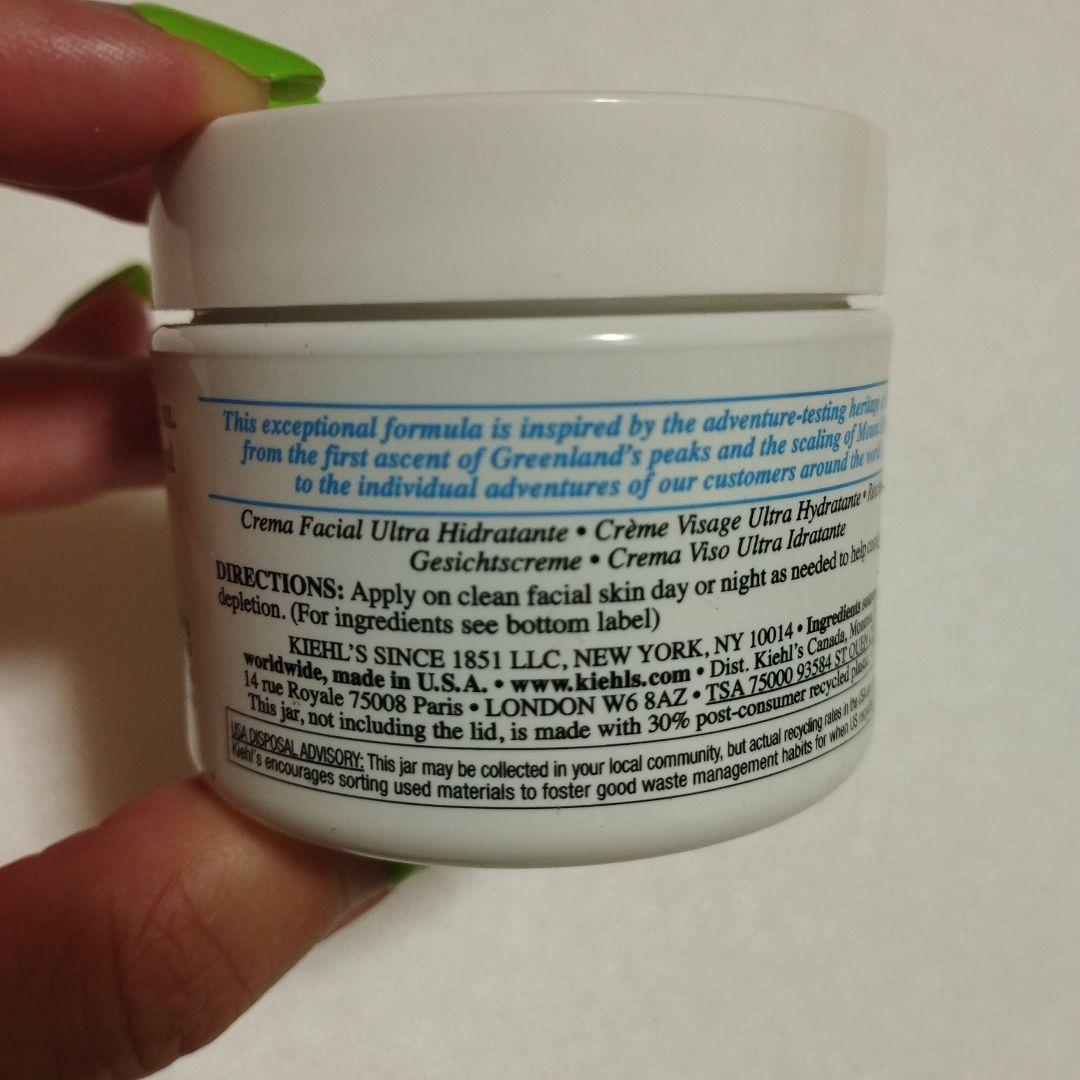 This exceptional formula is inspired by the adventure-testing heritage
from the first ascent of Greenland's peaks and the scaling of Mount
to the individual adventures of our customers around the world
Crema Facial Ultra Hidratante • Crème Visage Ultra Hydratante •
Gesichtscreme • Crema Viso Ultra Idratante
DIRECTIONS: Apply on clean facial skin day or night as needed to help
depletion. (For ingredients see bottom label)
KIEHL'S SINCE 1851 LLC, NEW YORK, NY 10014 • Ingredients
worldwide, made in U.S.A. • www.kiehls.com • Dist. Kiehl's Canada,
14 rue Royale 75008 Paris • LONDON W6 8AZ • TSA 75000 93584 ST OUEN
This jar, not including the lid, is made with 30% post-consumer recycled plastic
USA DISPOSAL ADVISORY: This jar may be collected in your local community, but actual recycling rates in the USA
Kiehl's encourages sorting used materials to foster good waste management habits for when US